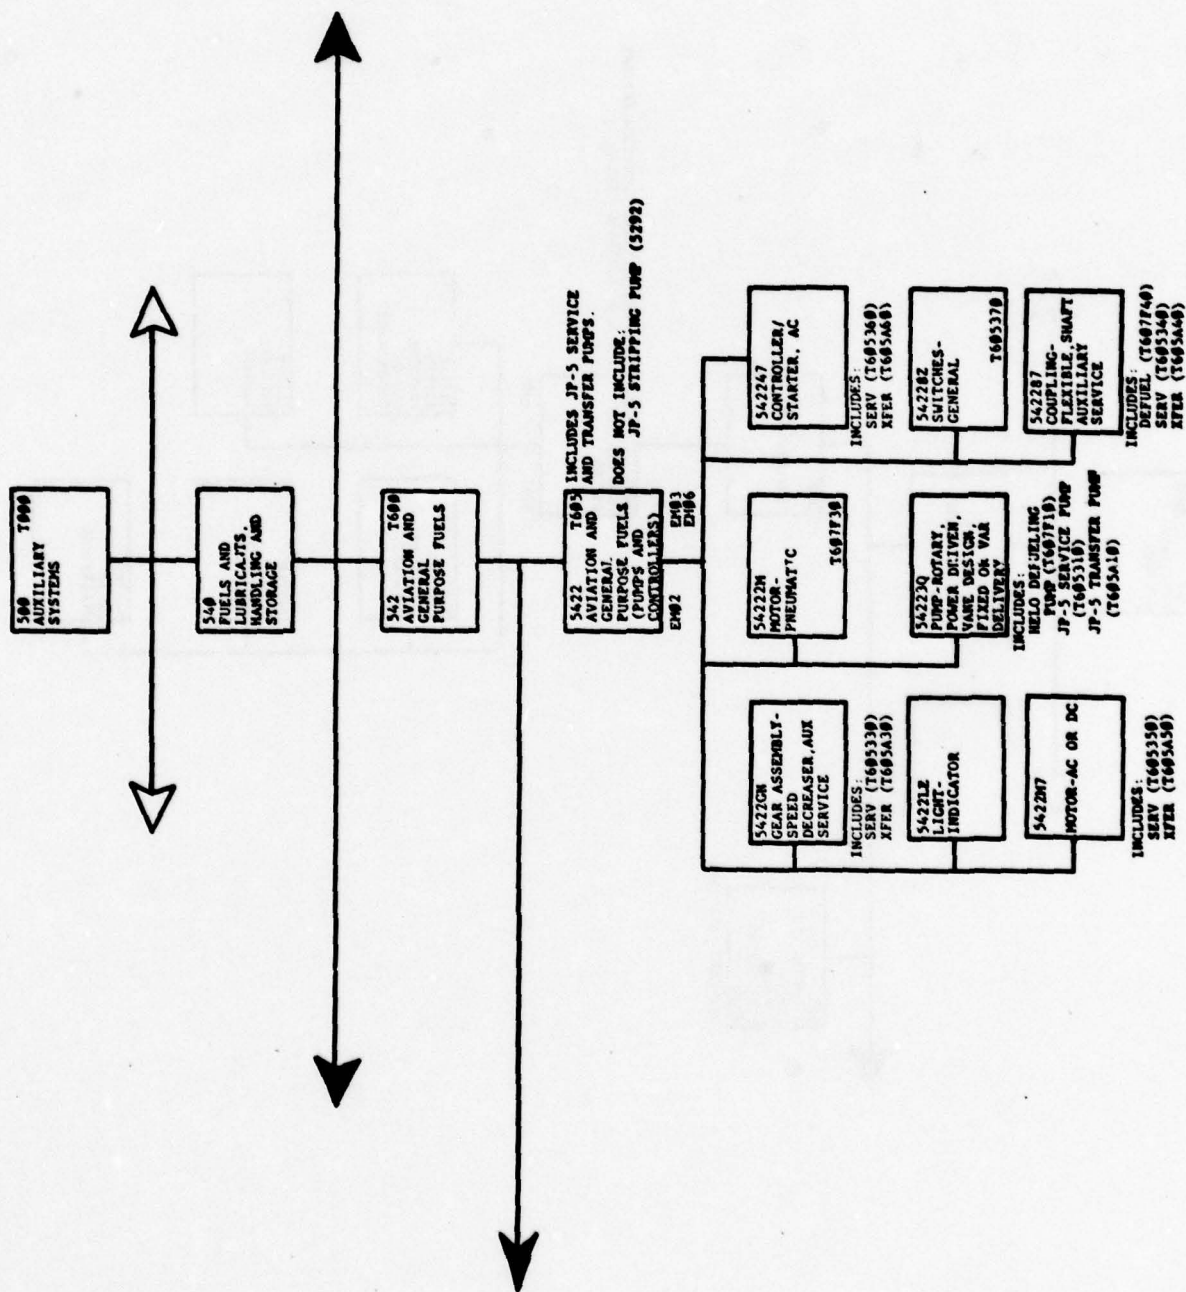 500 T000
AUXILIARY
SYSTEMS
540
FUELS AND
LUBRICAJTS,
HANDLING AND
STORAGE
542 T600
AVIATION AND
GENERAL
PURPOSE FUELS
5422 T605
AVIATION AND
GENERAL
PURPOSE FUELS
(PUMPS AND
CONTROLLERS)
INCLUDES JP-5 SERVICE
AND TRANSFER PUMPS.
DOES NOT INCLUDE:
JP-5 STRIPPING PUMP (5292)
EM02
EM03
EM06
5422GN
GEAR ASSEMBLY-
SPEED
DECREASER,AUX
SERVICE
INCLUDES:
SERV (T605330)
XFER (T605A30)
5422LE
LIGHT-
INDICATOR
5422M7
MOTOR-AC OR DC
INCLUDES:
SERV (T605350)
XFER (T605A50)
54222M
MOTOR-
PNEUMAT'C
T607F30
54223Q
PUMP-ROTARY,
POWER DRIVEN,
VANE DESIGN,
FIXED OR VAR,
DELIVERY
INCLUDES:
HELO DEFUELING
PUMP (T607F10)
JP-5 SERVICE PUMP
(T605310)
JP-5 TRANSFER PUMP
(T605A10)
542247
CONTROLLER/
STARTER, AC
INCLUDES:
SERV (T605360)
XFER (T605A60)
54228Z
SWITCHES-
GENERAL
T605370
542287
COUPLING-
FLEXIBLE,SHAFT
AUXILIARY
SERVICE
INCLUDES:
DEFUEL (T607F40)
SERV (T605340)
XFER (T605A40)